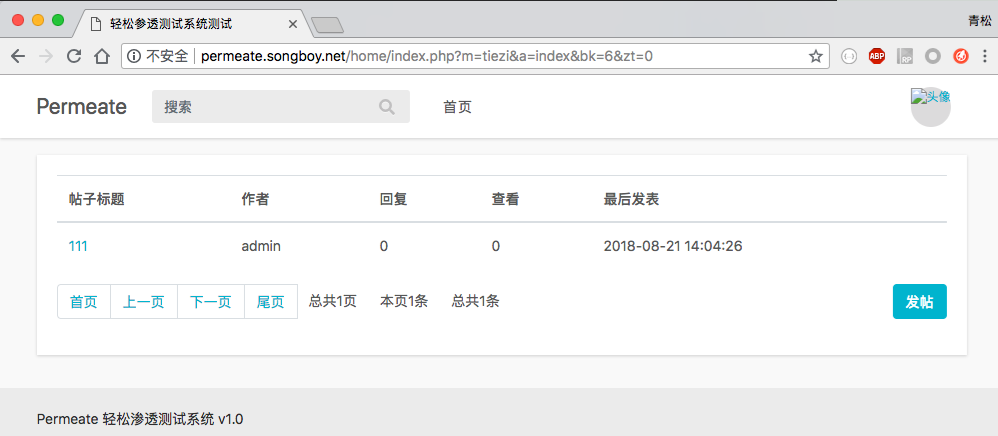 轻松渗透测试系统测试
青松
不安全 permeate.songboy.net/home/index.php?m=tiezi&a=index&bk=6&zt=0
ABP RP
Permeate 搜索 首页 头像
帖子标题 作者 回复 查看 最后发表
111 admin 0 0 2018-08-21 14:04:26
首页 上一页 下一页 尾页 总共1页 本页1条 总共1条 发帖
Permeate 轻松渗透测试系统 v1.0